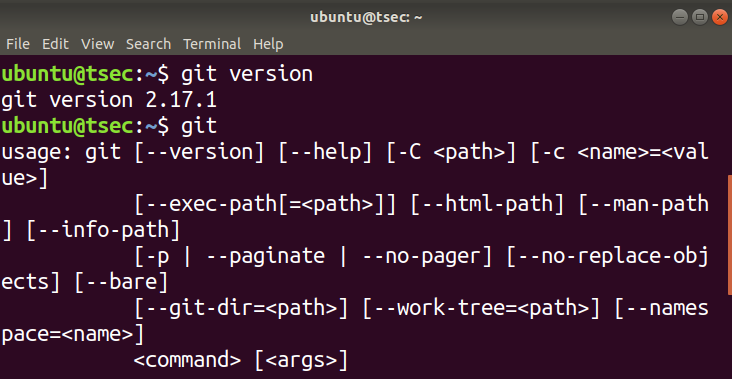 ubuntu@tsec: ~
File Edit View Search Terminal Help
ubuntu@tsec:~$ git version
git version 2.17.1
ubuntu@tsec:~$ git
usage: git [--version] [--help] [-C <path>] [-c <name>=<val
ue>]
[--exec-path[=<path>]] [--html-path] [--man-path
] [--info-path]
[-p | --paginate | --no-pager] [--no-replace-obj
ects] [--bare]
[--git-dir=<path>] [--work-tree=<path>] [--names
pace=<name>]
<command> [<args>]